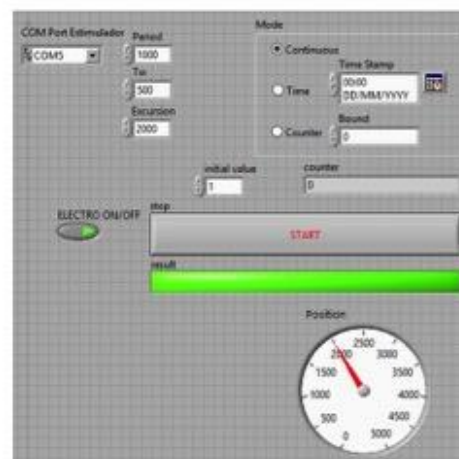 COM Port Estimulador
COM5
Period
1000
Tw
500
Excursion
2000
Mode
Continuous
Time
Time Stamp
00:00
DD/MM/YYYY
Counter
Bound
0
initial value
1
counter
0
ELECTRO ON/OFF
stop
START
result
Position
0
500
1000
1500
2000
2500
3000
3500
4000
4500
5000